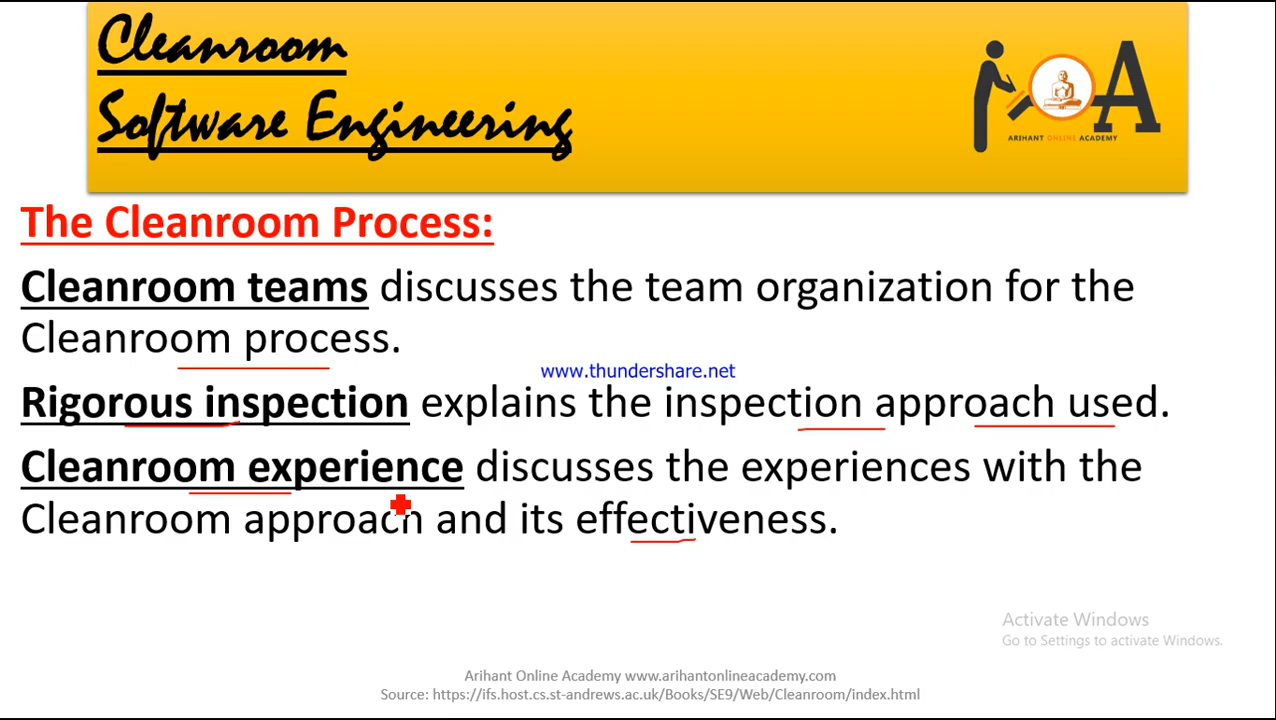 Cleanroom
Software Engineering
A
ARIHANT ONLINE ACADEMY
The Cleanroom Process:
Cleanroom teams discusses the team organization for the
Cleanroom process.
www.thundershare.net
Rigorous inspection explains the inspection approach used.
Cleanroom experience discusses the experiences with the
Cleanroom approach and its effectiveness.
Activate Windows
Go to Settings to activate Windows.
Arihant Online Academy www.arihantonlineacademy.com
Source: https://ifs.host.cs.st-andrews.ac.uk/Books/SE9/Web/Cleanroom/index.html